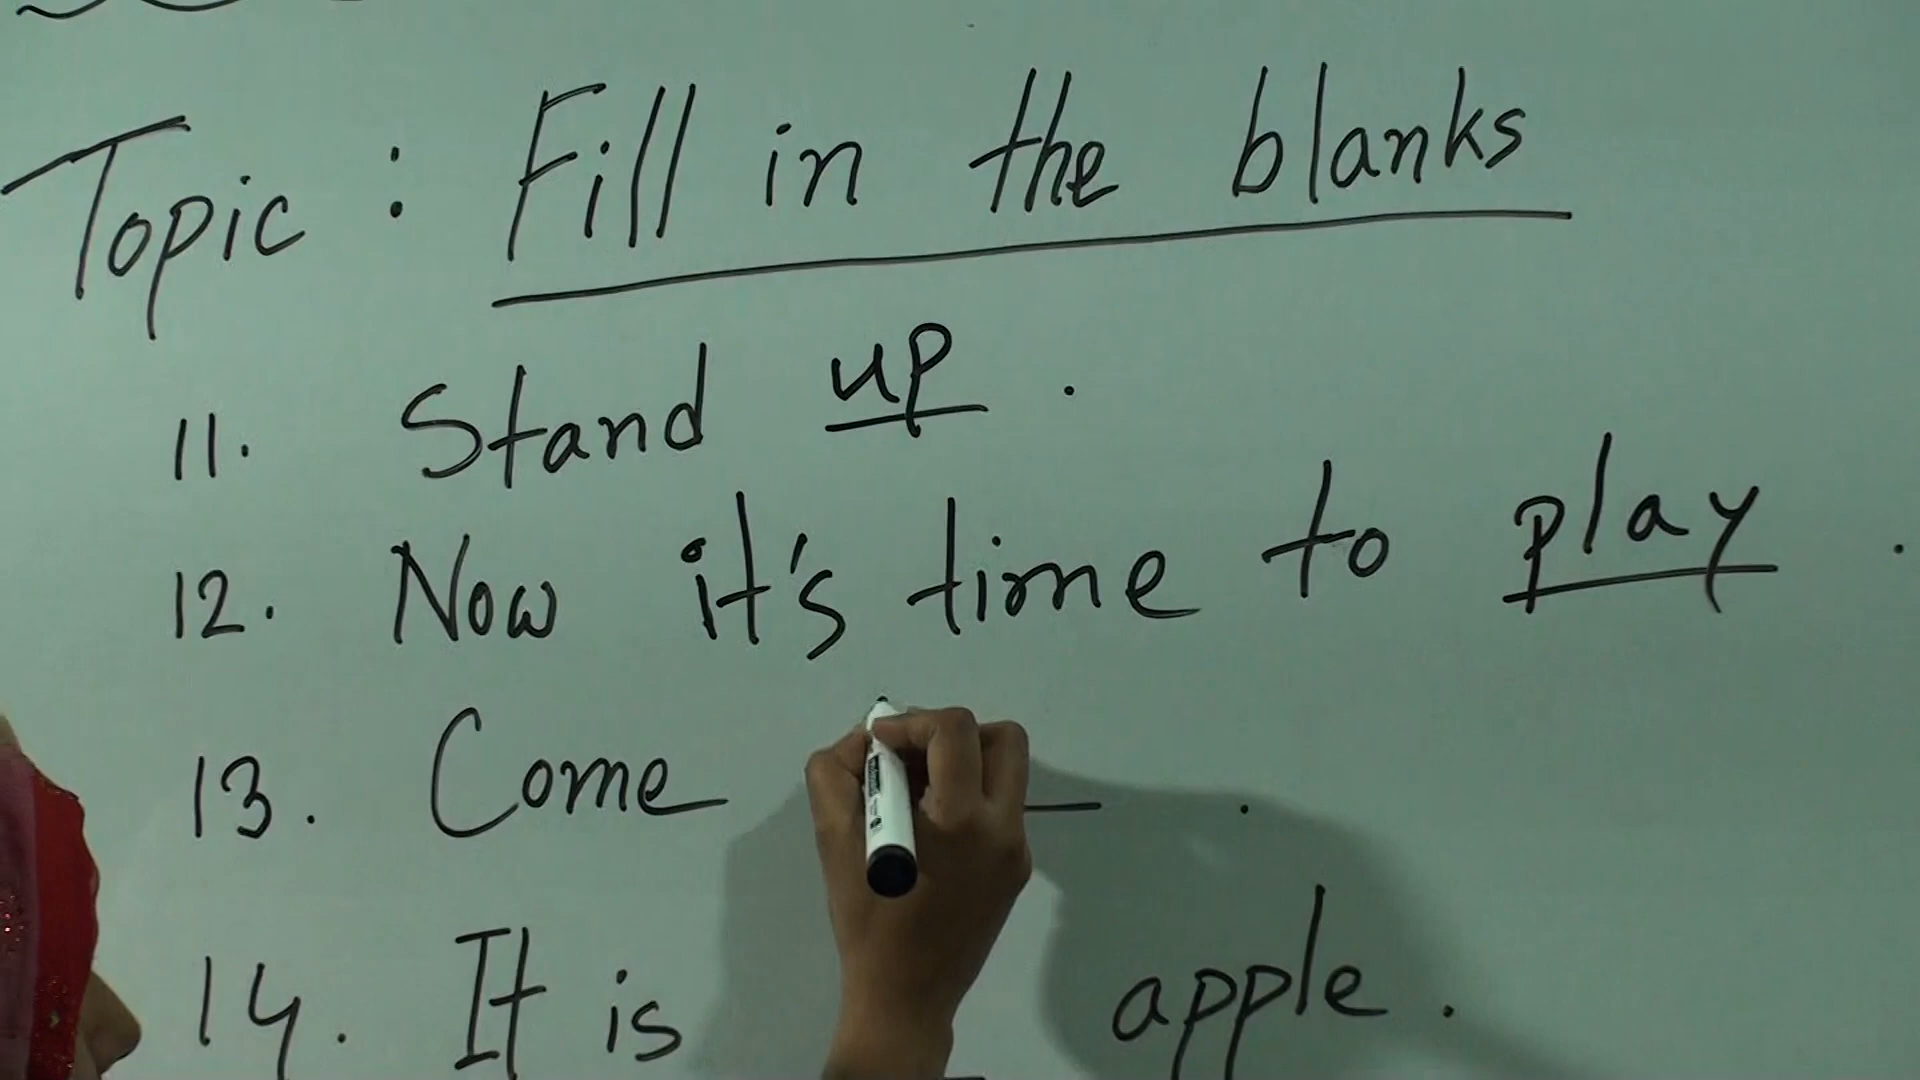 Topic : Fill in the blanks
11. Stand up .
12. Now it's time to play .
13. Come .
14. It is apple .